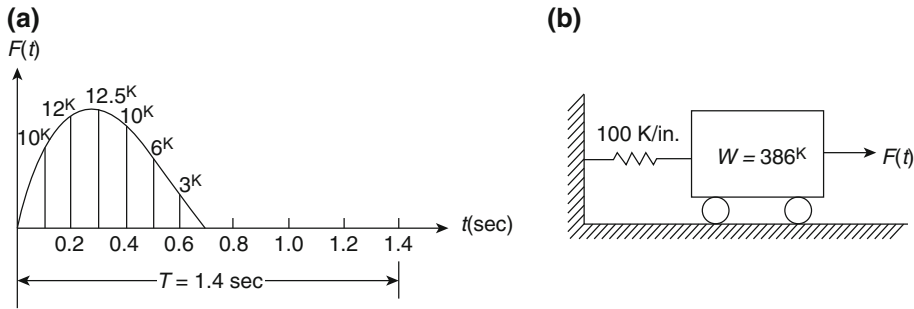 (a)
F(t)
10K 12K 12.5K 10K 6K 3K
0.2 0.4 0.6 0.8 1.0 1.2 1.4
t(sec)
T = 1.4 sec
(b)
100 K/in.
W = 386K
F(t)